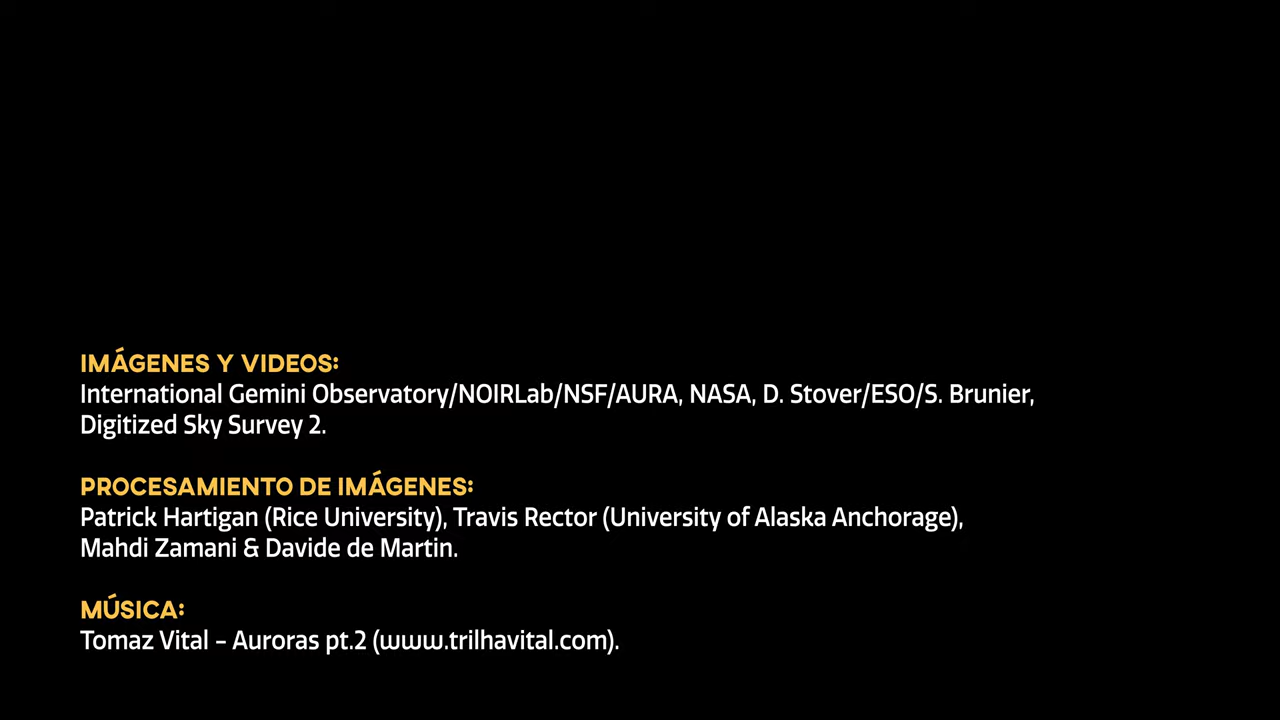 IMÁGENES Y VIDEOS:
International Gemini Observatory/NOIRLab/NSF/AURA, NASA, D. Stover/ESO/S. Brunier,
Digitized Sky Survey 2.
PROCESAMIENTO DE IMÁGENES:
Patrick Hartigan (Rice University), Travis Rector (University of Alaska Anchorage),
Mahdi Zamani & Davide de Martin.
MÚSICA:
Tomaz Vital - Auroras pt.2 (www.trilhavital.com).